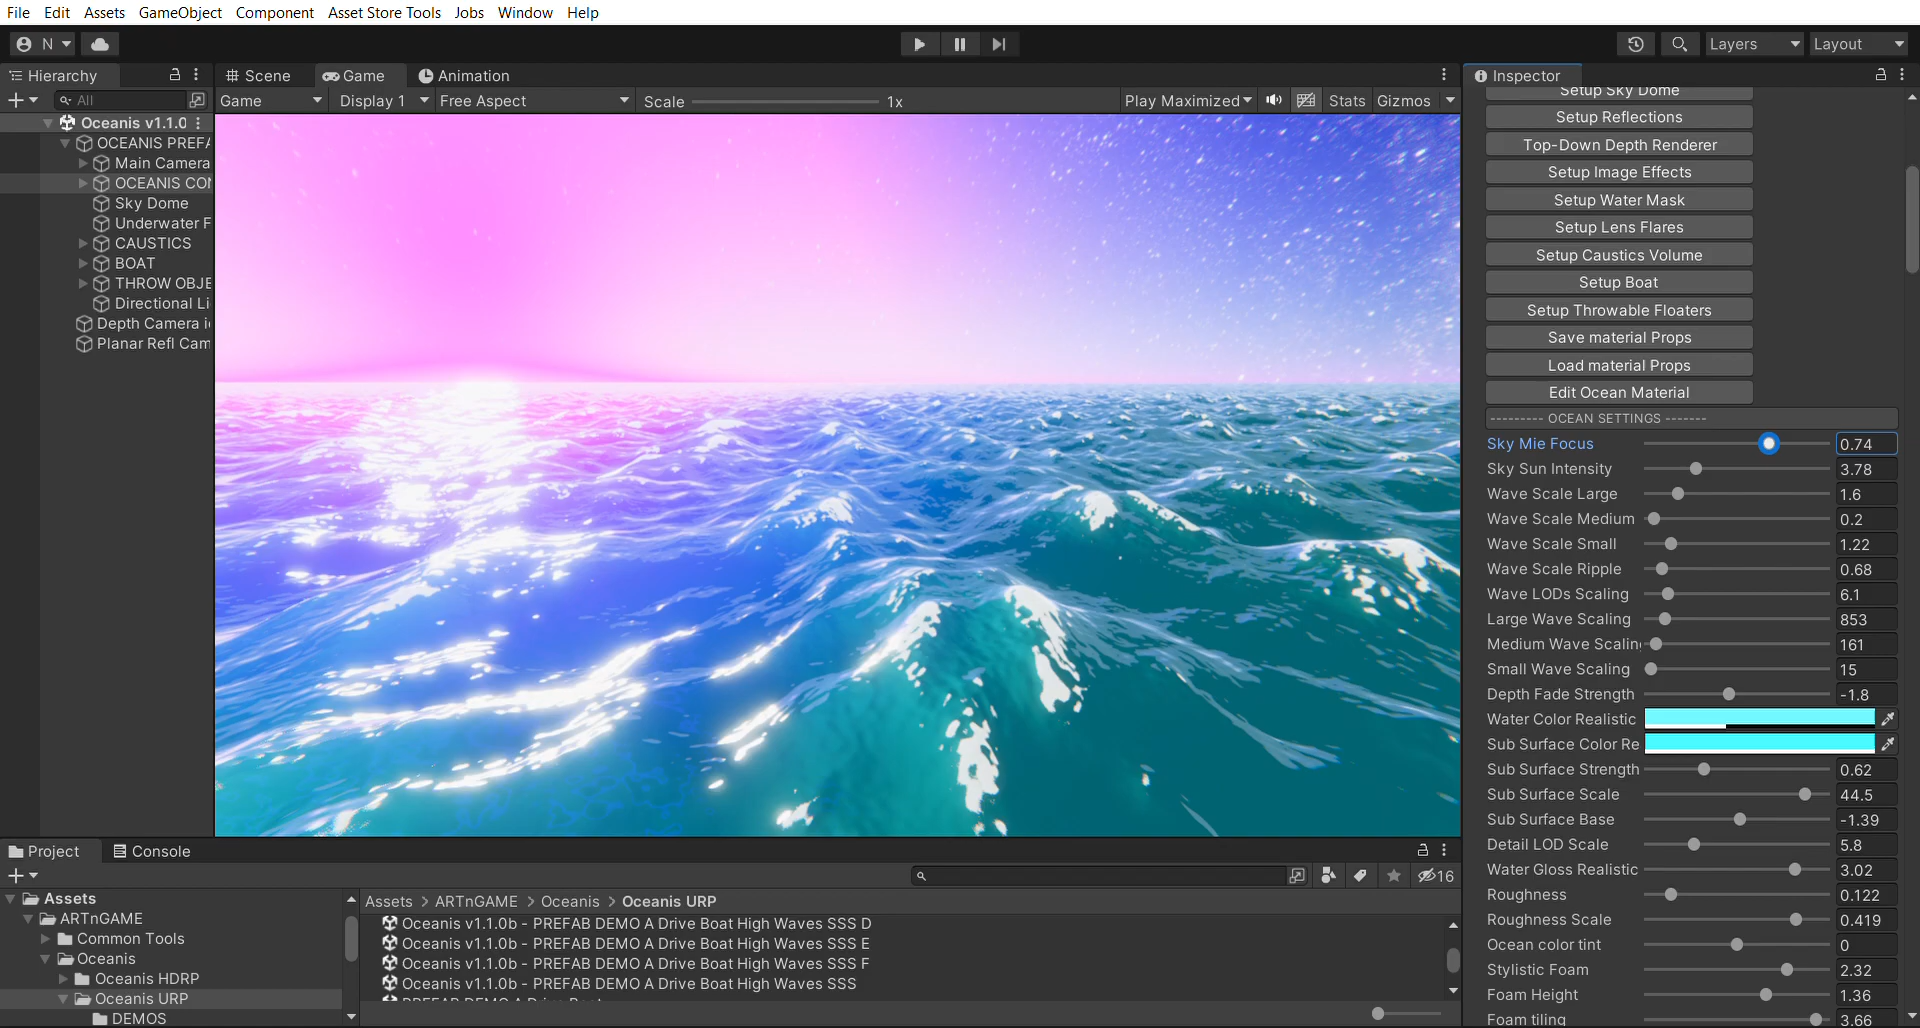 File Edit Assets GameObject Component Asset Store Tools Jobs Window Help
N Layers Layout
Hierarchy
All
Oceanis v1.1.0
OCEANIS PREFA
Main Camera
OCEANIS CON
Sky Dome
Underwater F
CAUSTICS
BOAT
THROW OBJE
Directional Li
Depth Camera i
Planar Refl Cam
Scene Game Animation
Game Display 1 Free Aspect Scale 1x Play Maximized Stats Gizmos
Inspector
Setup Sky Dome
Setup Reflections
Top-Down Depth Renderer
Setup Image Effects
Setup Water Mask
Setup Lens Flares
Setup Caustics Volume
Setup Boat
Setup Throwable Floaters
Save material Props
Load material Props
Edit Ocean Material
--------- OCEAN SETTINGS -------
Sky Mie Focus 0.74
Sky Sun Intensity 3.78
Wave Scale Large 1.6
Wave Scale Medium 0.2
Wave Scale Small 1.22
Wave Scale Ripple 0.68
Wave LODs Scaling 6.1
Large Wave Scaling 853
Medium Wave Scaling 161
Small Wave Scaling 15
Depth Fade Strength -1.8
Water Color Realistic
Sub Surface Color Re
Sub Surface Strength 0.62
Sub Surface Scale 44.5
Sub Surface Base -1.39
Detail LOD Scale 5.8
Water Gloss Realistic 3.02
Roughness 0.122
Roughness Scale 0.419
Ocean color tint 0
Stylistic Foam 2.32
Foam Height 1.36
Foam tiling 3.66
Project Console
16
Assets
ARTnGAME
Common Tools
Oceanis
Oceanis HDRP
Oceanis URP
DEMOS
Assets > ARTnGAME > Oceanis > Oceanis URP
Oceanis v1.1.0b - PREFAB DEMO A Drive Boat High Waves SSS D
Oceanis v1.1.0b - PREFAB DEMO A Drive Boat High Waves SSS E
Oceanis v1.1.0b - PREFAB DEMO A Drive Boat High Waves SSS F
Oceanis v1.1.0b - PREFAB DEMO A Drive Boat High Waves SSS
PREFAB DEMO A Drive Boat